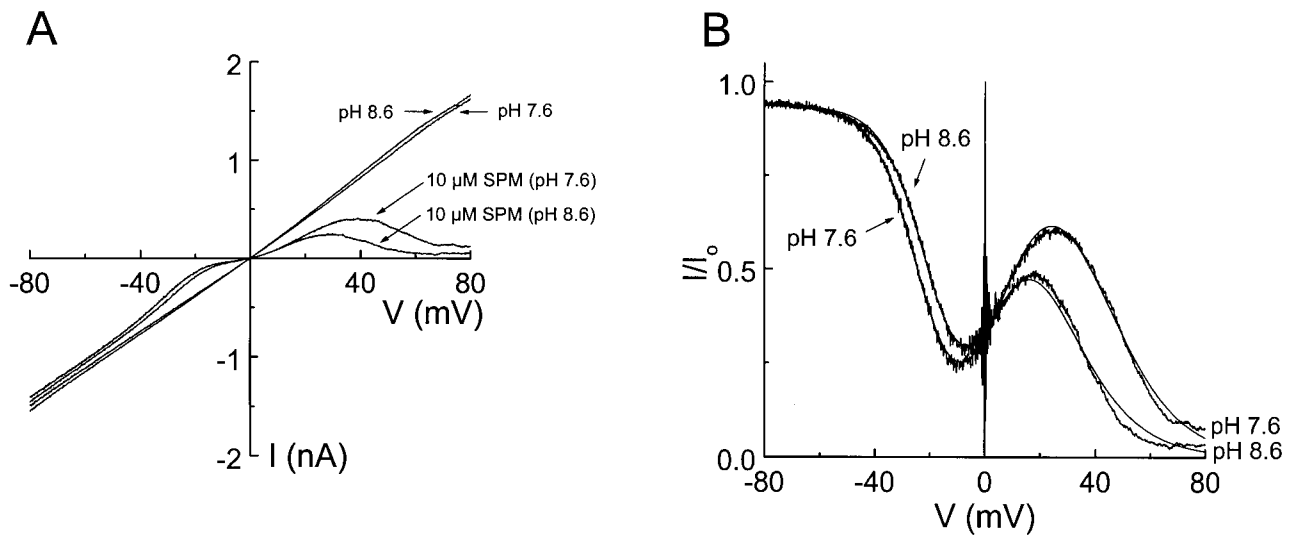 A
2
pH 8.6
pH 7.6
1
10 µM SPM (pH 7.6)
10 µM SPM (pH 8.6)
-80
-40
40
80
V (mV)
-1
-2
I (nA)
B
1.0
pH 8.6
pH 7.6
I/Io
0.5
pH 7.6
pH 8.6
0.0
-80
-40
0
40
80
V (mV)